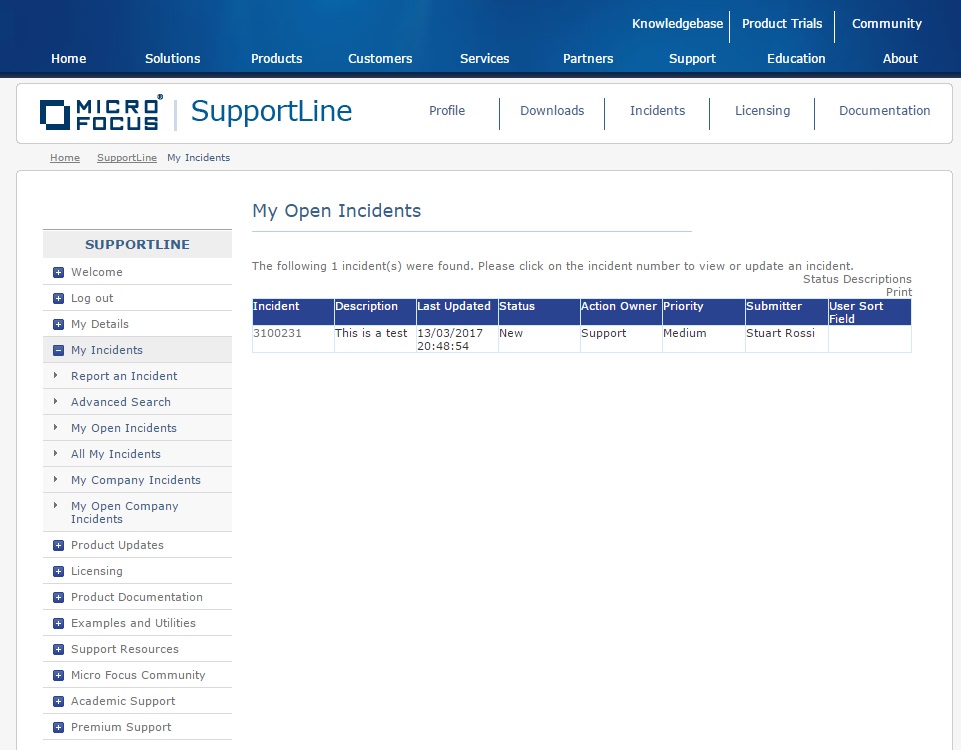 Knowledgebase Product Trials Community
Home Solutions Products Customers Services Partners Support Education About
MICRO FOCUS® SupportLine Profile Downloads Incidents Licensing Documentation
Home SupportLine My Incidents
My Open Incidents
SUPPORTLINE
Welcome
Log out
My Details
My Incidents
Report an Incident
Advanced Search
My Open Incidents
All My Incidents
My Company Incidents
My Open Company
Incidents
Product Updates
Licensing
Product Documentation
Examples and Utilities
Support Resources
Micro Focus Community
Academic Support
Premium Support
The following 1 incident(s) were found. Please click on the incident number to view or update an incident.
Status Descriptions
Print
Incident Description Last Updated Status Action Owner Priority Submitter User Sort
Field
3100231 This is a test 13/03/2017 New Support Medium Stuart Rossi
20:48:54